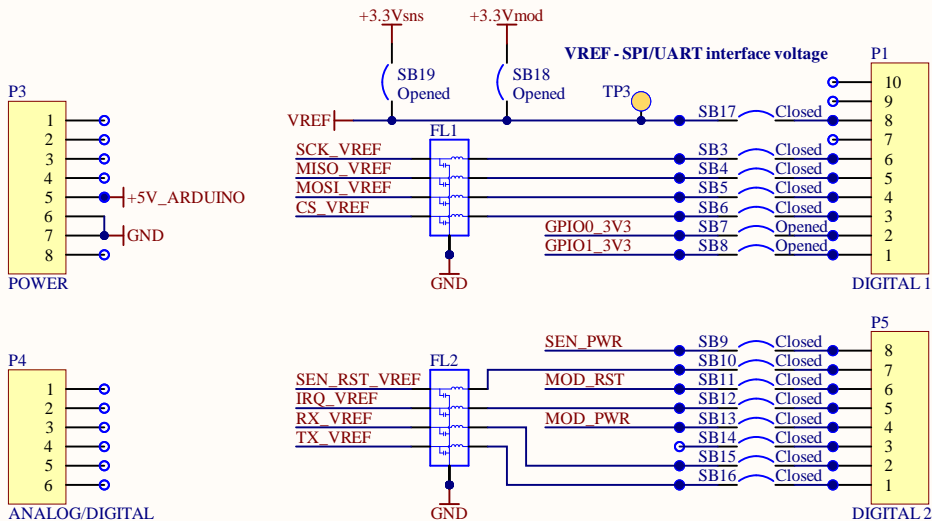 +3.3Vsns
+3.3Vmod
VREF - SPI/UART interface voltage
P1
SB19
Opened
SB18
Opened
TP3
10
9
P3
1
2
3
4
5
6
7
8
+5V_ARDUINO
GND
POWER
VREF
FL1
SB17 Closed 8
7
SCK_VREF SB3 Closed 6
MISO_VREF SB4 Closed 5
MOSI_VREF SB5 Closed 4
CS_VREF SB6 Closed 3
GPIO0_3V3 SB7 Opened 2
GPIO1_3V3 SB8 Opened 1
GND
DIGITAL 1
P5
P4
1
2
3
4
5
6
ANALOG/DIGITAL
FL2
SEN_PWR SB9 Closed 8
SB10 Closed 7
SEN_RST_VREF MOD_RST SB11 Closed 6
IRQ_VREF SB12 Closed 5
RX_VREF MOD_PWR SB13 Closed 4
TX_VREF SB14 Closed 3
SB15 Closed 2
SB16 Closed 1
GND
DIGITAL 2